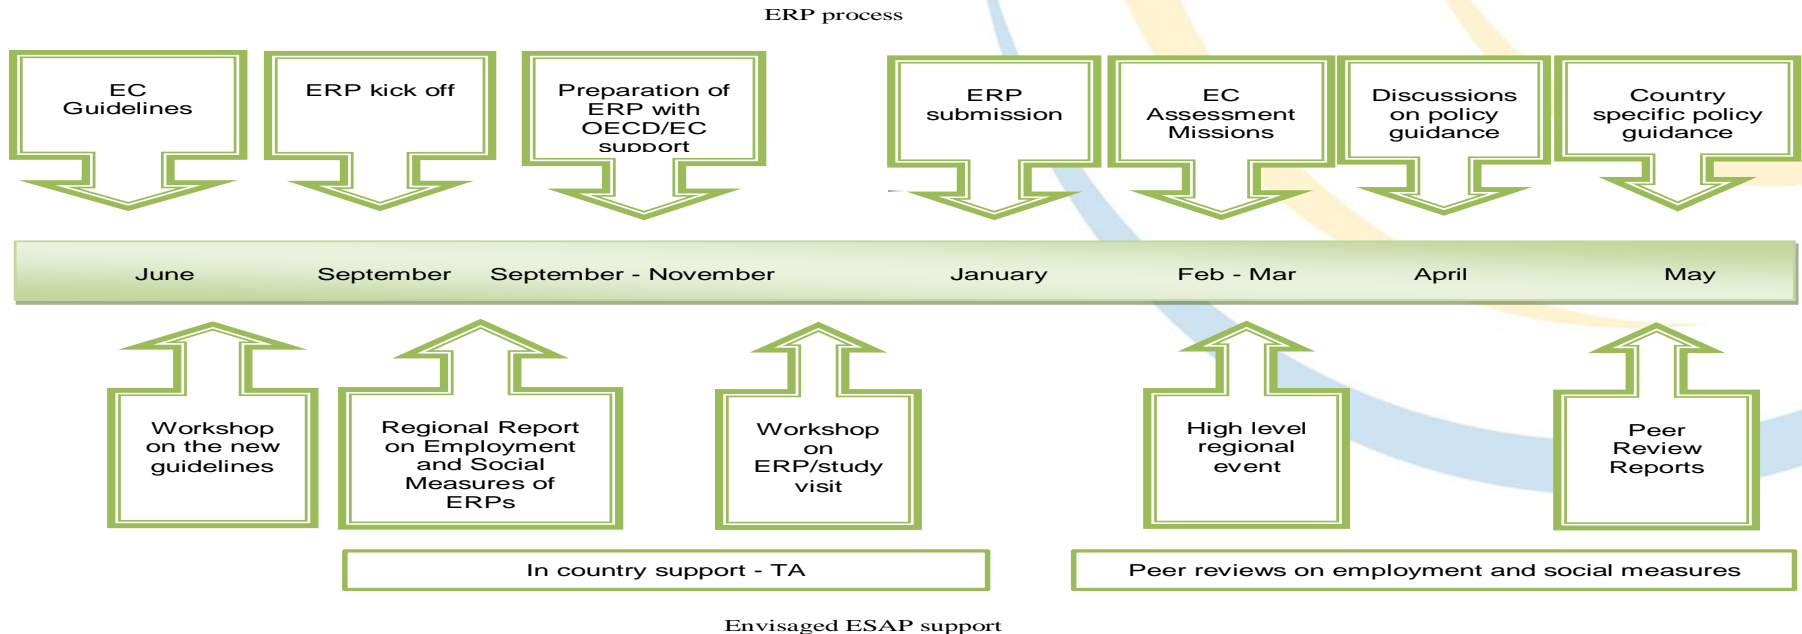 ERP process
EC
Guidelines
ERP kick off
Preparation of
ERP with
OECD/EC
support
ERP
submission
EC
Assessment
Missions
Discussions
on policy
guidance
Country
specific policy
guidance
June
September
September - November
January
Feb - Mar
April
May
Workshop
on the new
guidelines
Regional Report
on Employment
and Social
Measures of
ERPs
Workshop
on
ERP/study
visit
High level
regional
event
Peer
Review
Reports
In country support - TA
Peer reviews on employment and social measures
Envisaged ESAP support